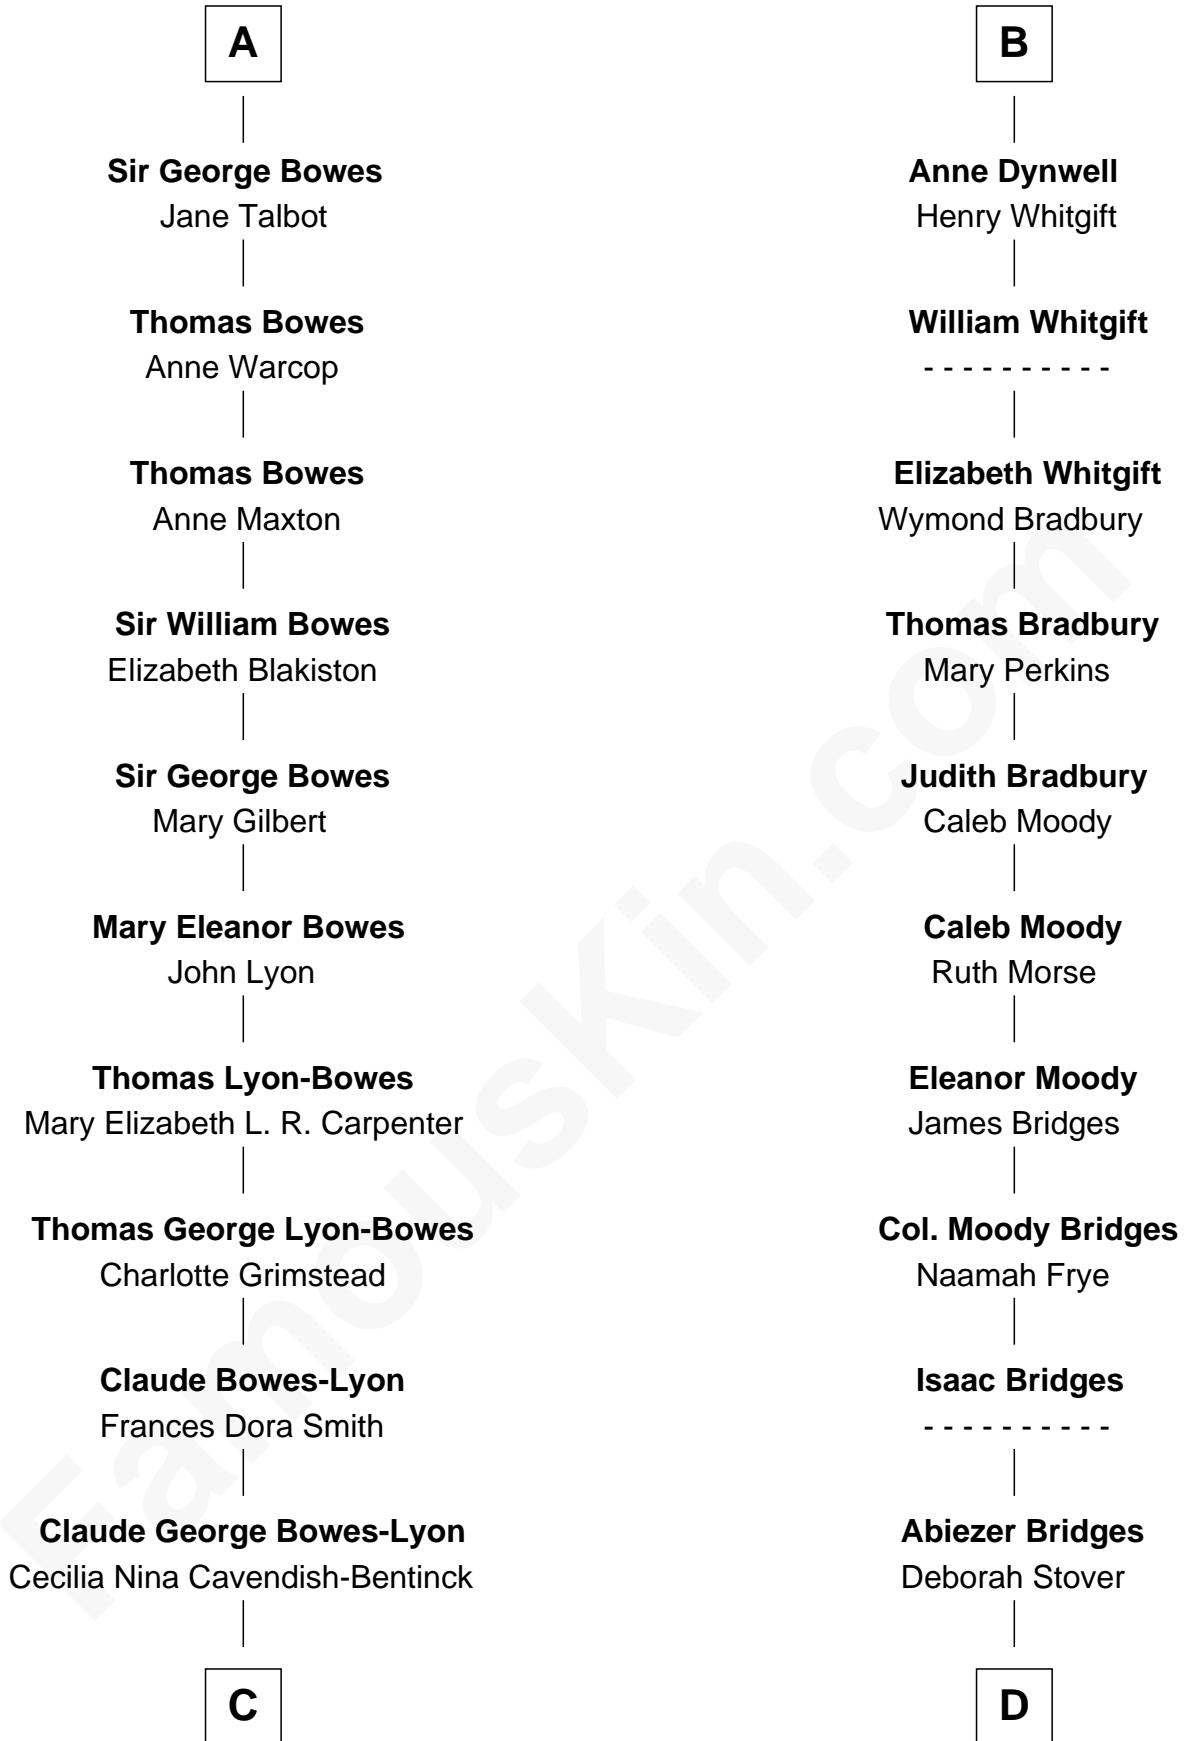 A
Sir George Bowes
Jane Talbot
Thomas Bowes
Anne Warcop
Thomas Bowes
Anne Maxton
Sir William Bowes
Elizabeth Blakiston
Sir George Bowes
Mary Gilbert
Mary Eleanor Bowes
John Lyon
Thomas Lyon-Bowes
Mary Elizabeth L. R. Carpenter
Thomas George Lyon-Bowes
Charlotte Grimstead
Claude Bowes-Lyon
Frances Dora Smith
Claude George Bowes-Lyon
Cecilia Nina Cavendish-Bentinck
C
B
Anne Dynwell
Henry Whitgift
William Whitgift
- - - - - - - - - -
Elizabeth Whitgift
Wymond Bradbury
Thomas Bradbury
Mary Perkins
Judith Bradbury
Caleb Moody
Caleb Moody
Ruth Morse
Eleanor Moody
James Bridges
Col. Moody Bridges
Naamah Frye
Isaac Bridges
- - - - - - - - - -
Abiezer Bridges
Deborah Stover
D
FamousKin.com